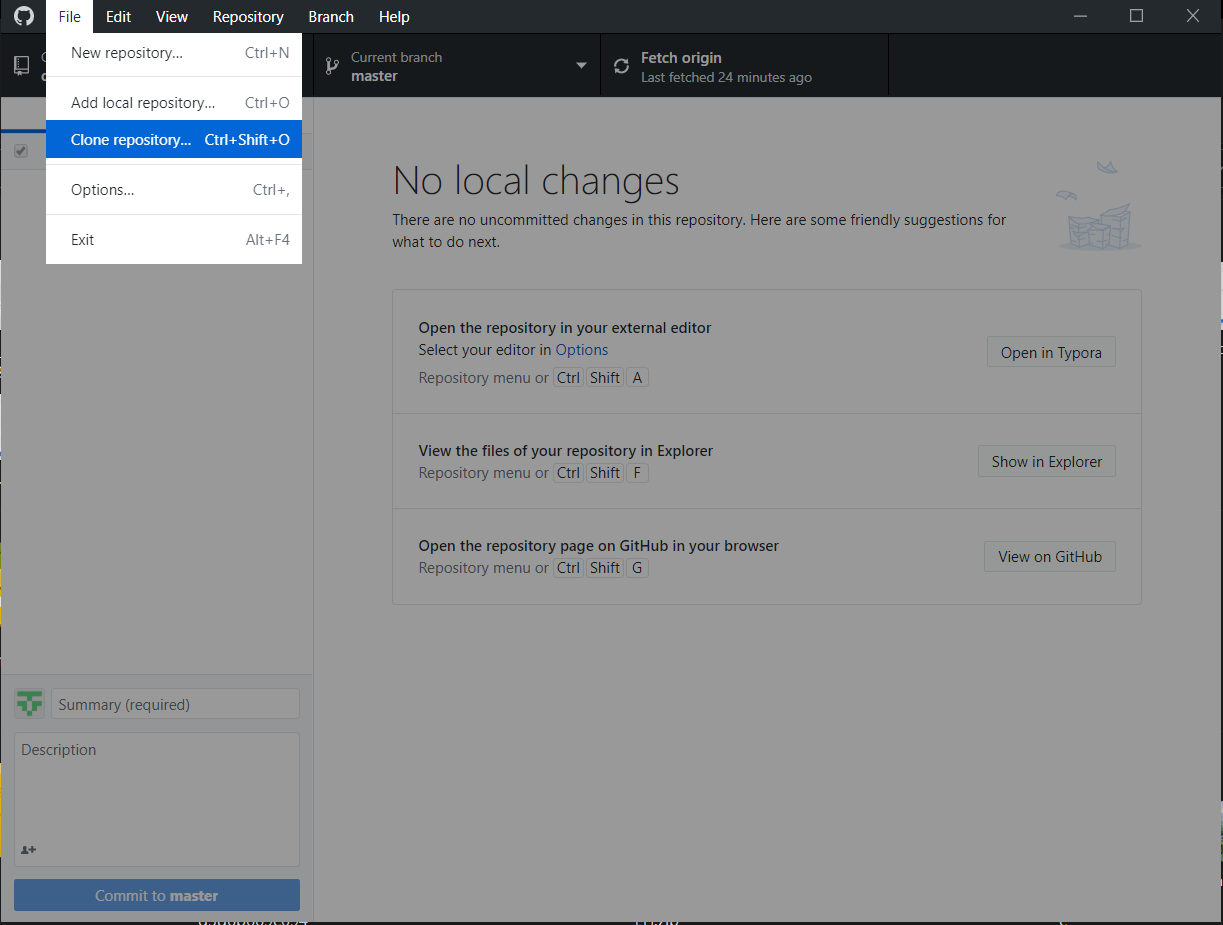 File Edit View Repository Branch Help
New repository... Ctrl+N
Add local repository... Ctrl+O
Clone repository... Ctrl+Shift+O
Options... Ctrl+,
Exit Alt+F4
Current branch
master
Fetch origin
Last fetched 24 minutes ago
No local changes
There are no uncommitted changes in this repository. Here are some friendly suggestions for
what to do next.
Open the repository in your external editor
Select your editor in Options
Repository menu or Ctrl Shift A
Open in Typora
View the files of your repository in Explorer
Repository menu or Ctrl Shift F
Show in Explorer
Open the repository page on GitHub in your browser
Repository menu or Ctrl Shift G
View on GitHub
Summary (required)
Description
Commit to master